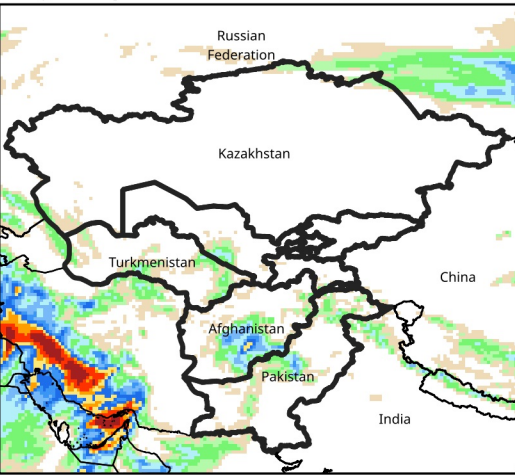 Russian
Federation
Kazakhstan
Turkmenistan
China
Afghanistan
Pakistan
India